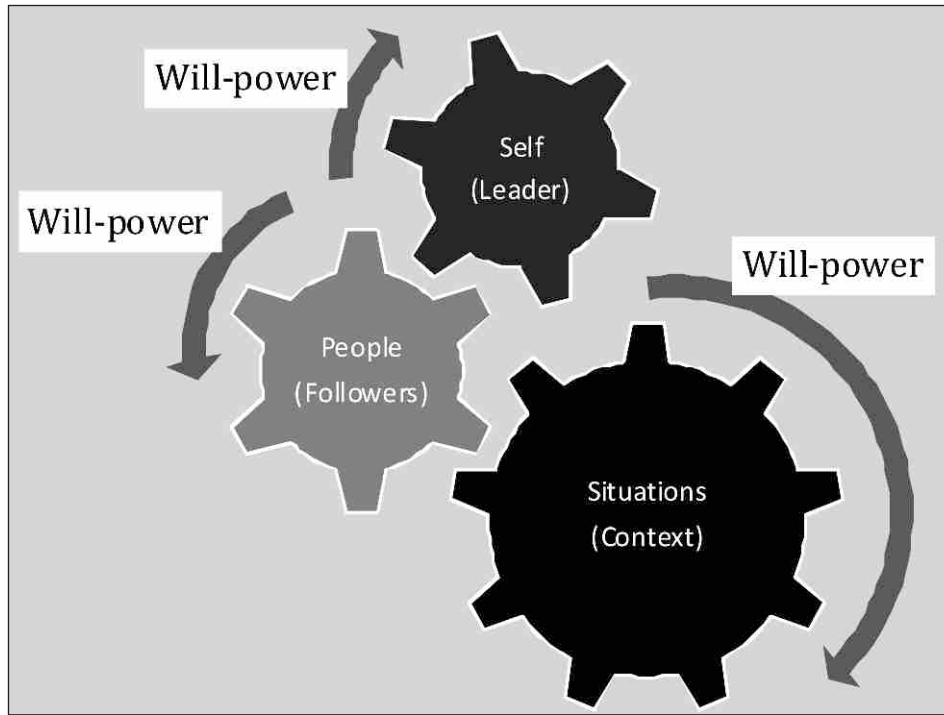 Will-power
Self
(Leader)
Will-power
Will-power
People
(Followers)
Situations
(Context)